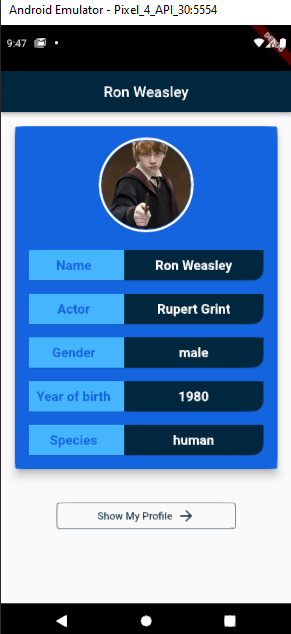 Android Emulator - Pixel_4_API_30:5554
9:47
DEBUG
Ron Weasley
Name Ron Weasley
Actor Rupert Grint
Gender male
Year of birth 1980
Species human
Show My Profile